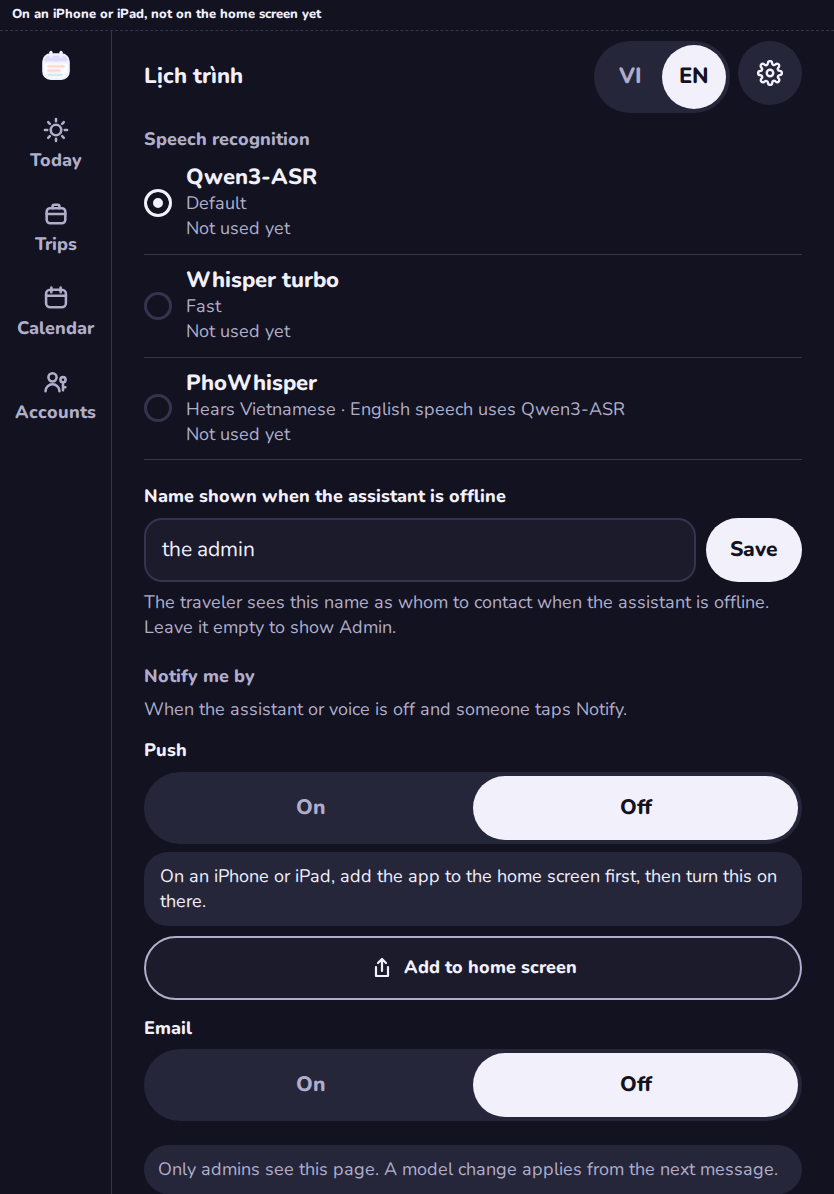 On an iPhone or iPad, not on the home screen yet
Lịch trình
VI
EN
Today
Trips
Calendar
Accounts
Speech recognition
Qwen3-ASR
Default
Not used yet
Whisper turbo
Fast
Not used yet
PhoWhisper
Hears Vietnamese · English speech uses Qwen3-ASR
Not used yet
Name shown when the assistant is offline
the admin
Save
The traveler sees this name as whom to contact when the assistant is offline.
Leave it empty to show Admin.
Notify me by
When the assistant or voice is off and someone taps Notify.
Push
On
Off
On an iPhone or iPad, add the app to the home screen first, then turn this on
there.
Add to home screen
Email
On
Off
Only admins see this page. A model change applies from the next message.